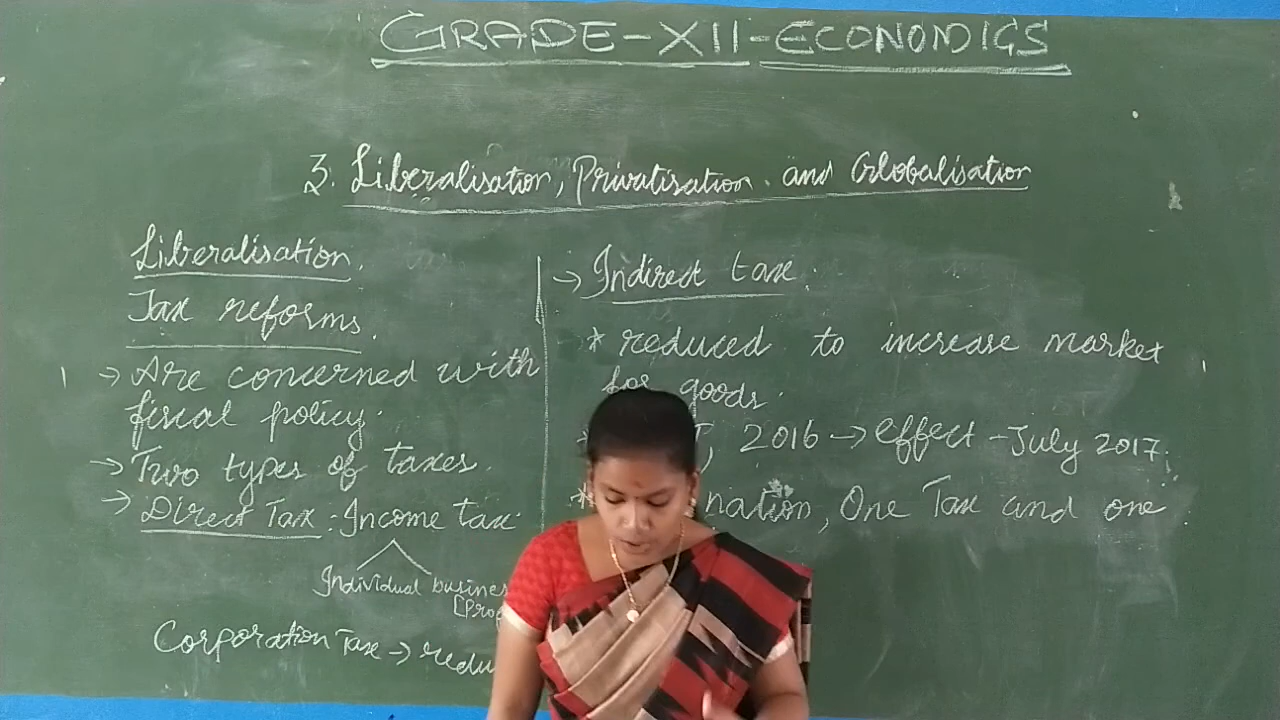 GRADE-XII-ECONOMICS
3. Liberalisation, Privatisation. and Globalisation
Liberalisation.
Tax reforms.
1 → Are concerned with
fiscal policy.
→ Two types of taxes.
→ Direct Tax: Income tax
Individual
Corporation Tax →
→ Indirect tax.
* reduced to increase market
for goods.
2016 → effect - July 2017.
* nation, One Tax and one